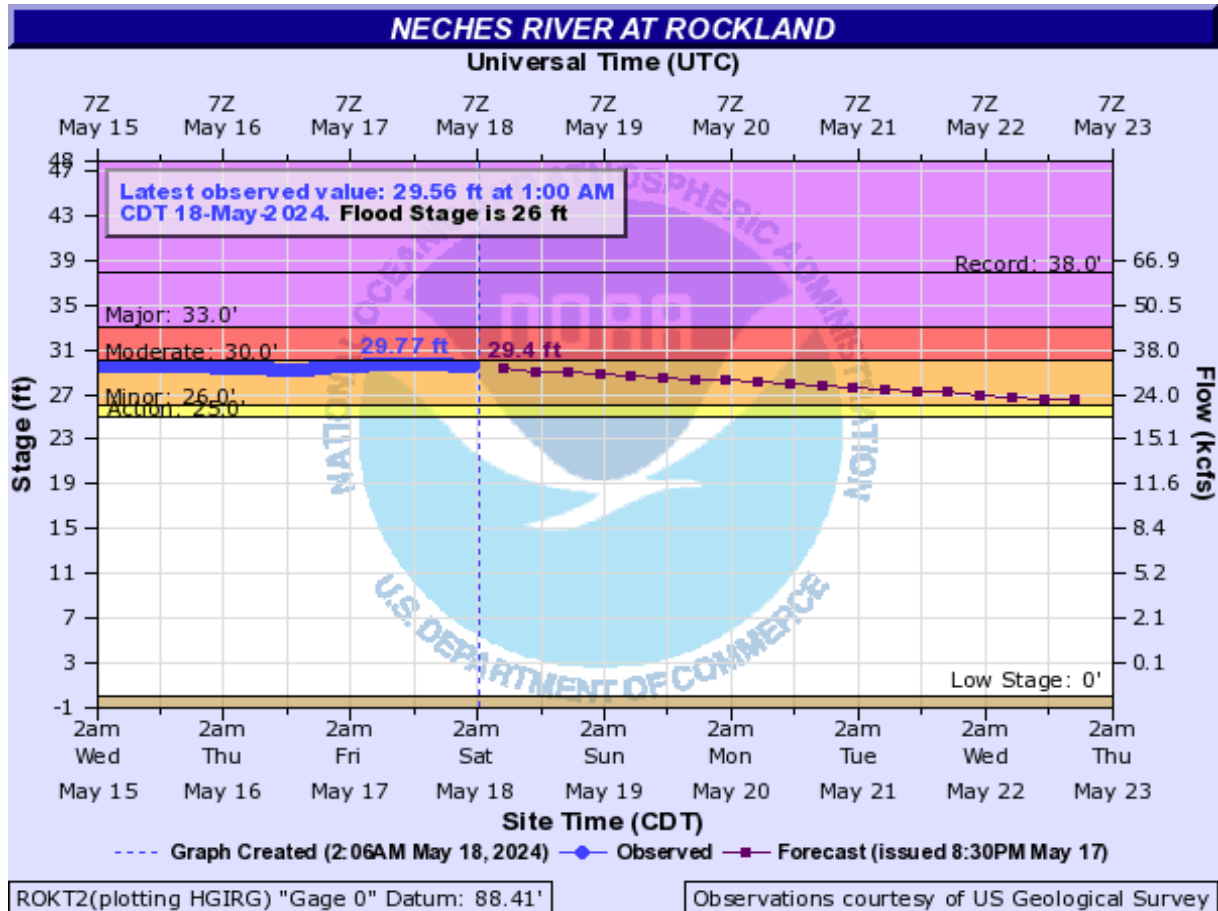 NECHES RIVER AT ROCKLAND
Universal Time (UTC)
7Z 7Z 7Z 7Z 7Z 7Z 7Z 7Z 7Z
May 15 May 16 May 17 May 18 May 19 May 20 May 21 May 22 May 23
Latest observed value: 29.56 ft at 1:00 AM
CDT 18-May-2024. Flood Stage is 26 ft
Record: 38.0'
Major: 33.0'
Moderate: 30.0'
29.77 ft
29.4 ft
Minor: 26.0'
Action: 25.0'
Low Stage: 0'
Stage (ft)
48
47
43
39
35
31
27
23
19
15
11
7
3
-1
Flow (kcfs)
66.9
50.5
38.0
24.0
15.1
11.6
8.4
5.2
2.1
0.1
NATIONAL OCEANIC AND ATMOSPHERIC ADMINISTRATION
NOAA
U.S. DEPARTMENT OF COMMERCE
2am 2am 2am 2am 2am 2am 2am 2am 2am
Wed Thu Fri Sat Sun Mon Tue Wed Thu
May 15 May 16 May 17 May 18 May 19 May 20 May 21 May 22 May 23
Site Time (CDT)
Graph Created (2:06AM May 18, 2024) Observed Forecast (issued 8:30PM May 17)
ROKT2(plotting HGIRG) "Gage 0" Datum: 88.41'
Observations courtesy of US Geological Survey